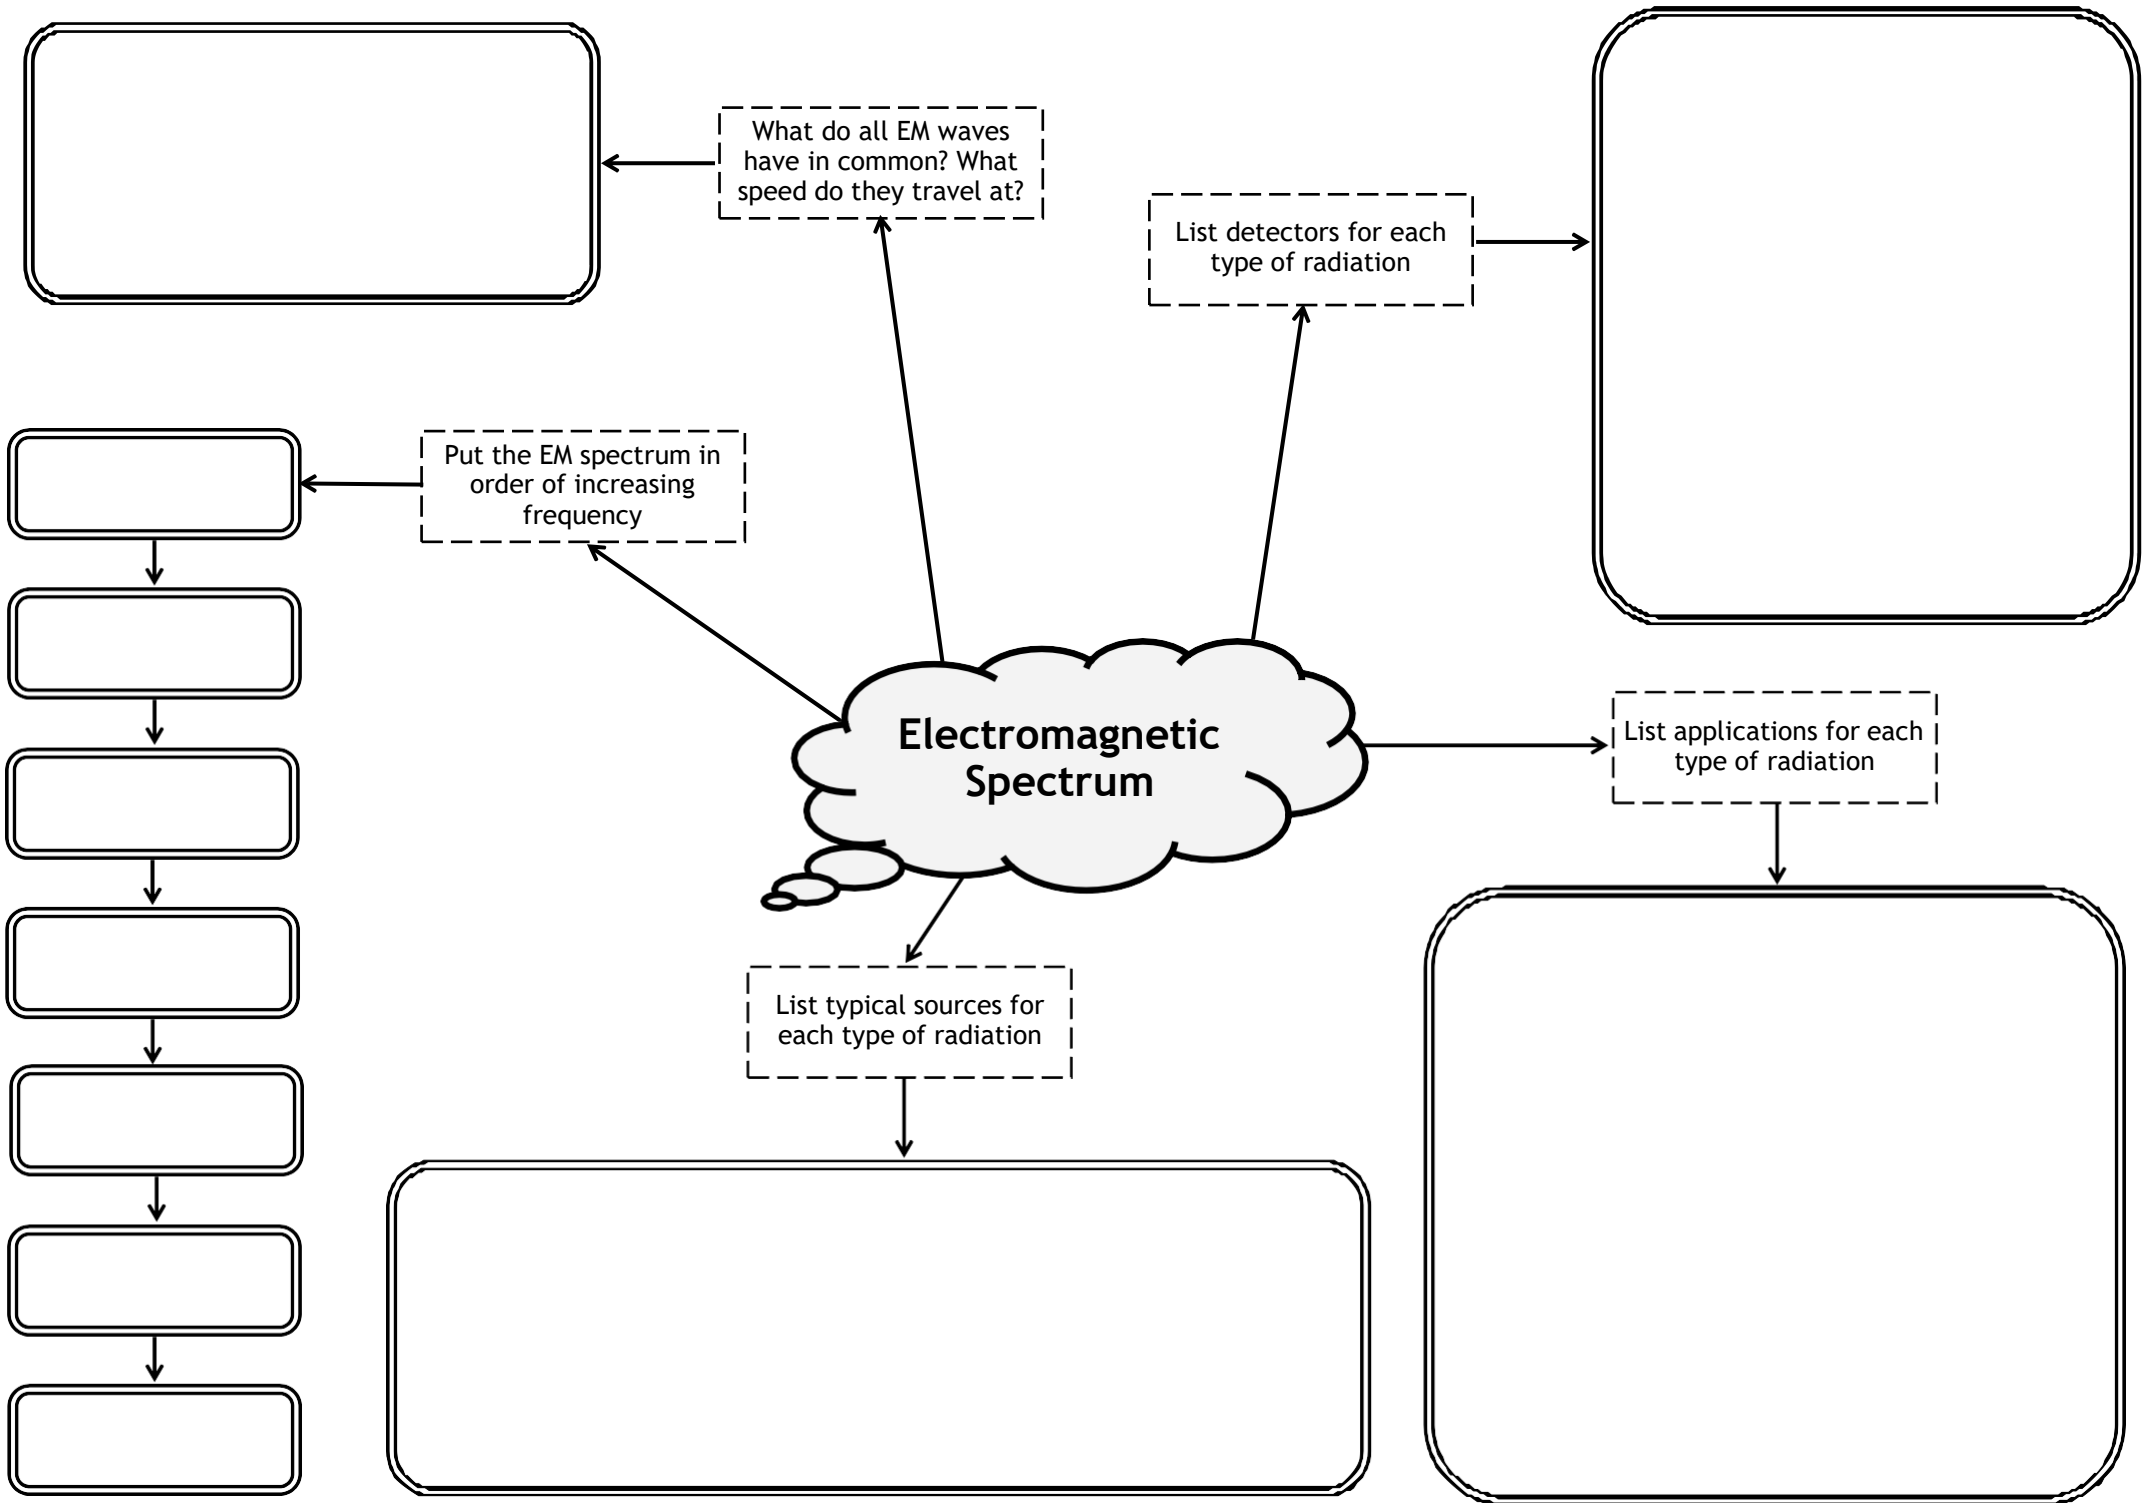 What do all EM waves
have in common? What
speed do they travel at?
List detectors for each
type of radiation
Put the EM spectrum in
order of increasing
frequency
Electromagnetic
Spectrum
List applications for each
type of radiation
List typical sources for
each type of radiation